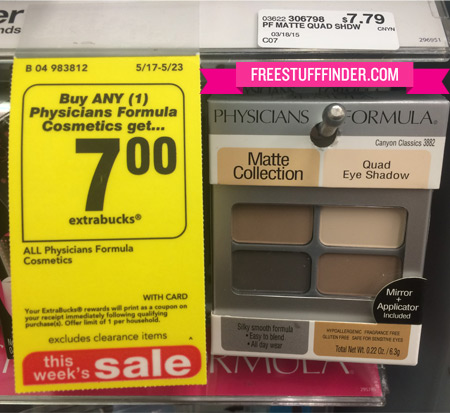 er
ands
03622 306798 $7.79
PF MATTE QUAD SHDW CNYN
03/18/15
C07 296951
FREESTUFFFINDER.COM
B 04 983812 5/17-5/23
Buy ANY (1)
Physicians Formula
Cosmetics get...
7.00
extrabucks®
ALL Physicians Formula
Cosmetics
WITH CARD
Your ExtraBucks® rewards will print as a coupon on
your receipt immediately following qualifying
purchase(s). Offer limit of 1 per household.
excludes clearance items
this
week's sale
PHYSICIANS FORMULA®
Canyon Classics 3882
Matte
Collection
Quad
Eye Shadow
Mirror
+
Applicator
Included
Silky smooth formula
• Easy to blend
• All day wear
HYPOALLERGENIC FRAGRANCE FREE
GLUTEN FREE SAFE FOR SENSITIVE EYES
Total Net Wt. 0.22 Oz. / 6.3g
RMULA